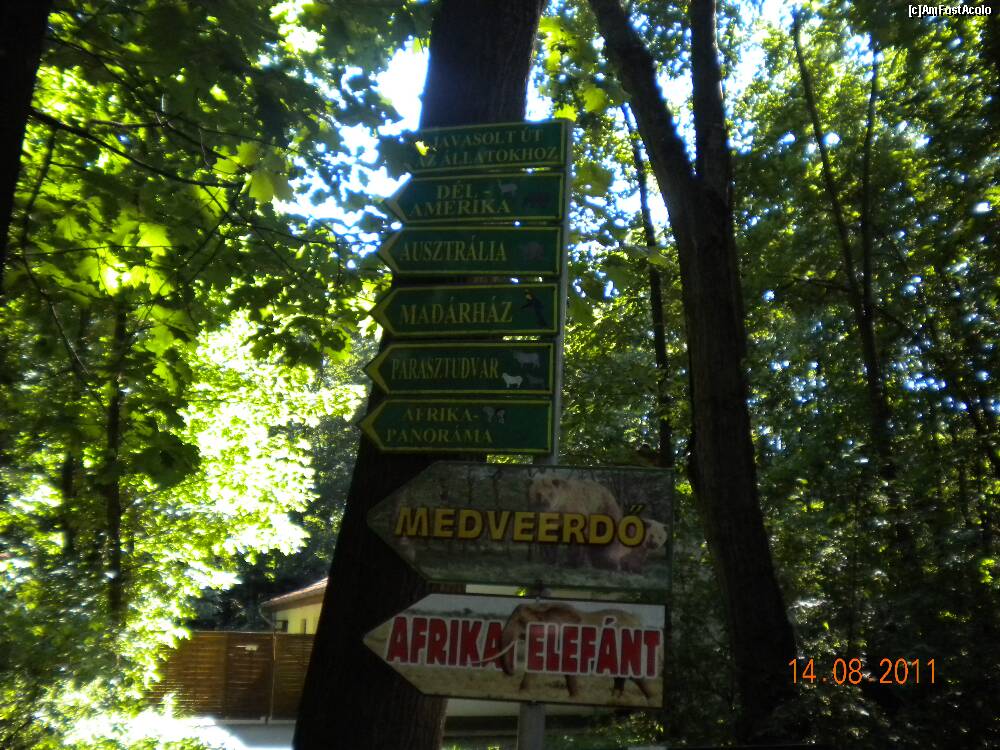 [c]AmFostAcolo
JAVASOLT ÚT
AZ ÁLLATOKHOZ
DÉL-
AMERIKA
AUSZTRÁLIA
MADÁRHÁZ
PARASZTUDVAR
AFRIKA-
PANORÁMA
MEDVEERDŐ
AFRIKA ELEFÁNT
14.08.2011